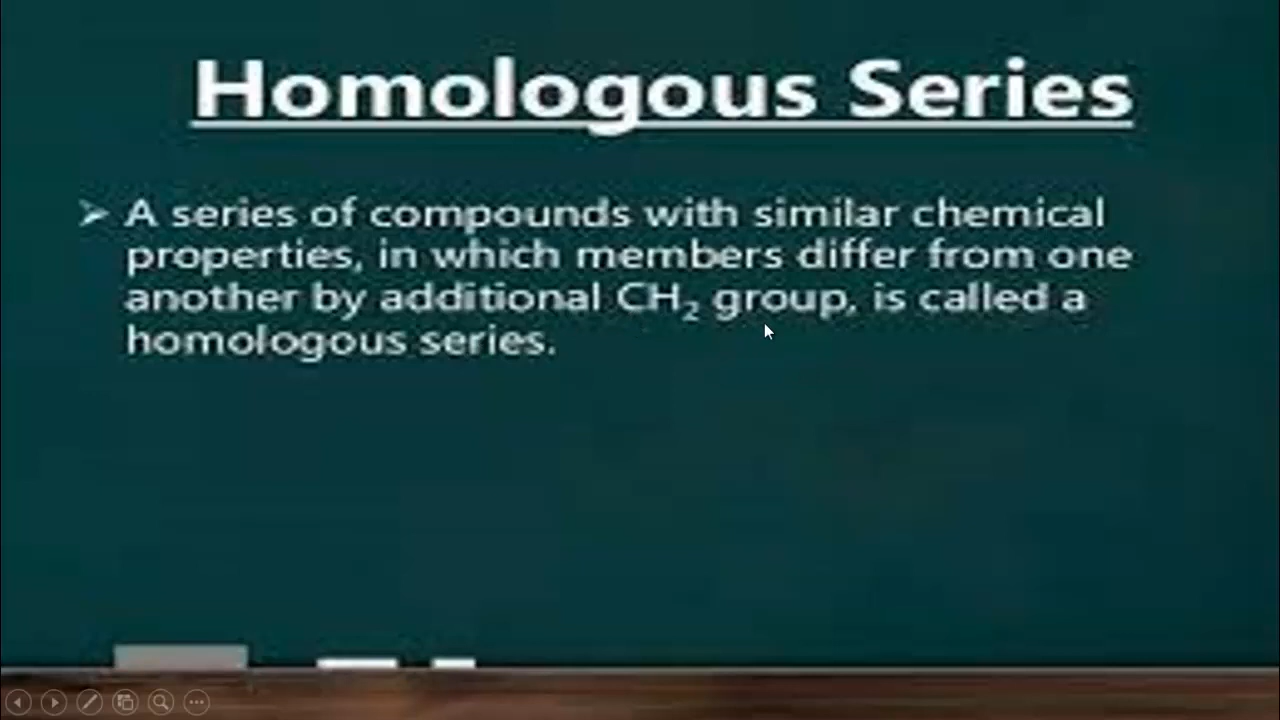 Homologous Series
➢ A series of compounds with similar chemical
properties, in which members differ from one
another by additional CH₂ group, is called a
homologous series.